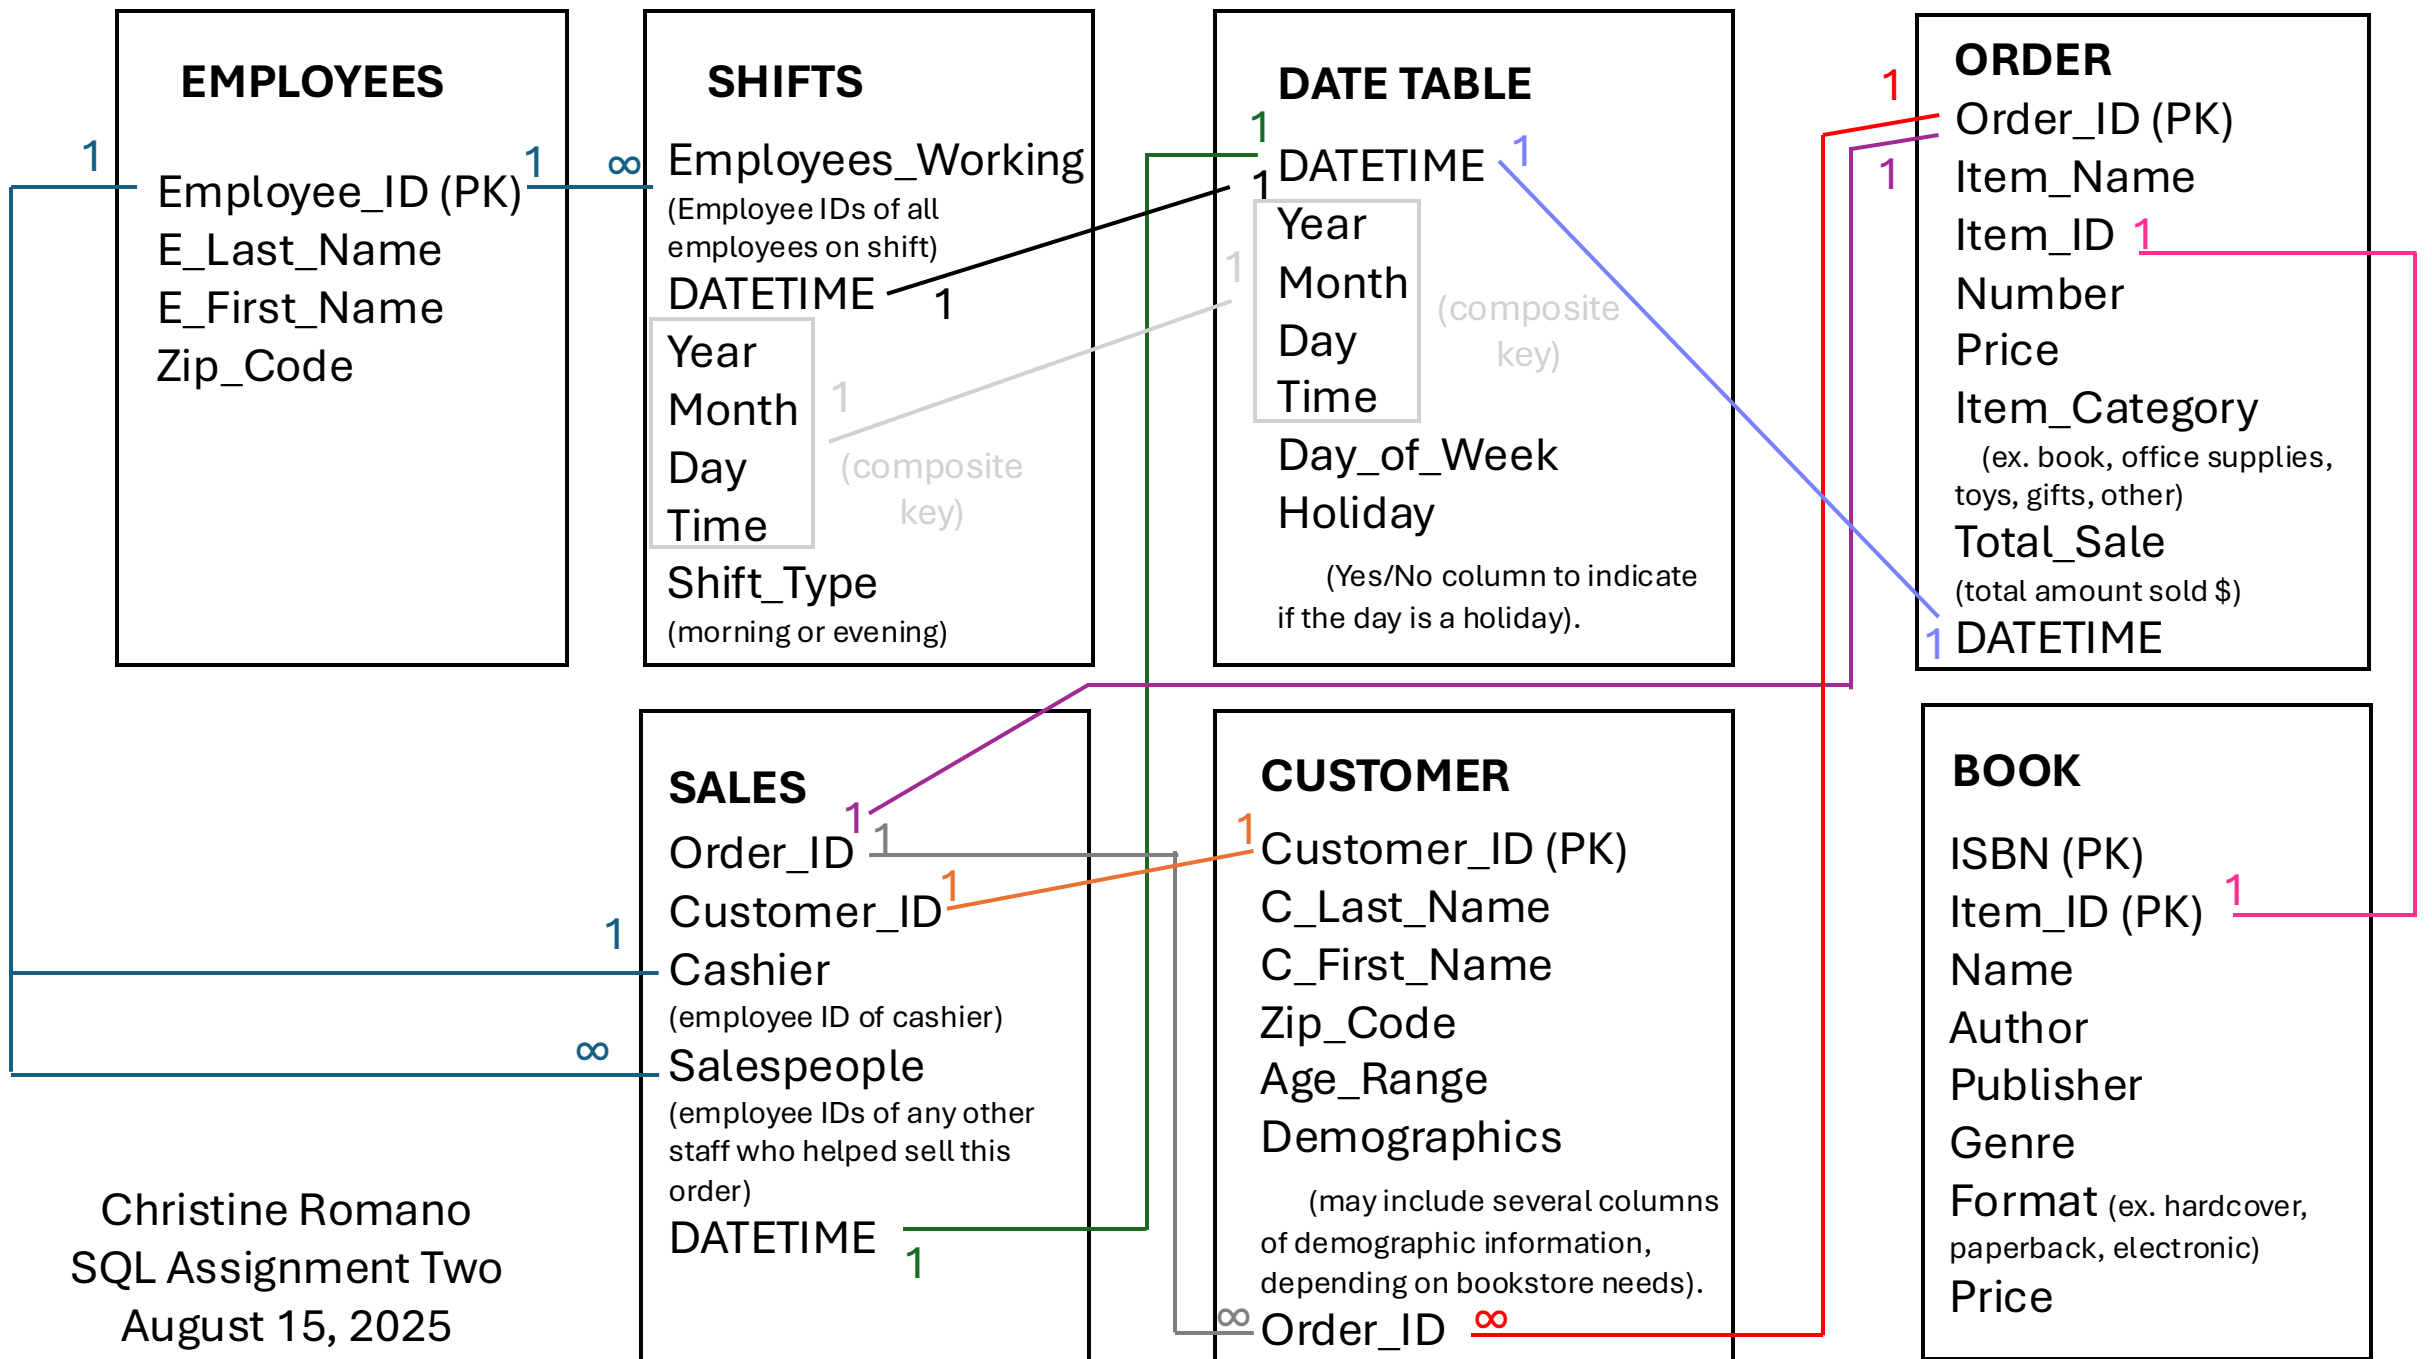 EMPLOYEES
1
Employee_ID (PK)
1
E_Last_Name
E_First_Name
Zip_Code
SHIFTS
∞
Employees_Working
(Employee IDs of all
employees on shift)
DATETIME
1
Year
Month
Day
Time
1
(composite
key)
Shift_Type
(morning or evening)
DATE TABLE
1
DATETIME
1
1
Year
Month
Day
Time
1
(composite
key)
Day_of_Week
Holiday
(Yes/No column to indicate
if the day is a holiday).
ORDER
1
Order_ID (PK)
1
Item_Name
Item_ID
1
Number
Price
Item_Category
(ex. book, office supplies,
toys, gifts, other)
Total_Sale
(total amount sold $)
1
DATETIME
SALES
1
1
Order_ID
Customer_ID
1
1
Cashier
(employee ID of cashier)
∞
Salespeople
(employee IDs of any other
staff who helped sell this
order)
DATETIME
1
CUSTOMER
1
Customer_ID (PK)
C_Last_Name
C_First_Name
Zip_Code
Age_Range
Demographics
(may include several columns
of demographic information,
depending on bookstore needs).
∞
Order_ID
∞
BOOK
ISBN (PK)
Item_ID (PK)
1
Name
Author
Publisher
Genre
Format (ex. hardcover,
paperback, electronic)
Price
Christine Romano
SQL Assignment Two
August 15, 2025